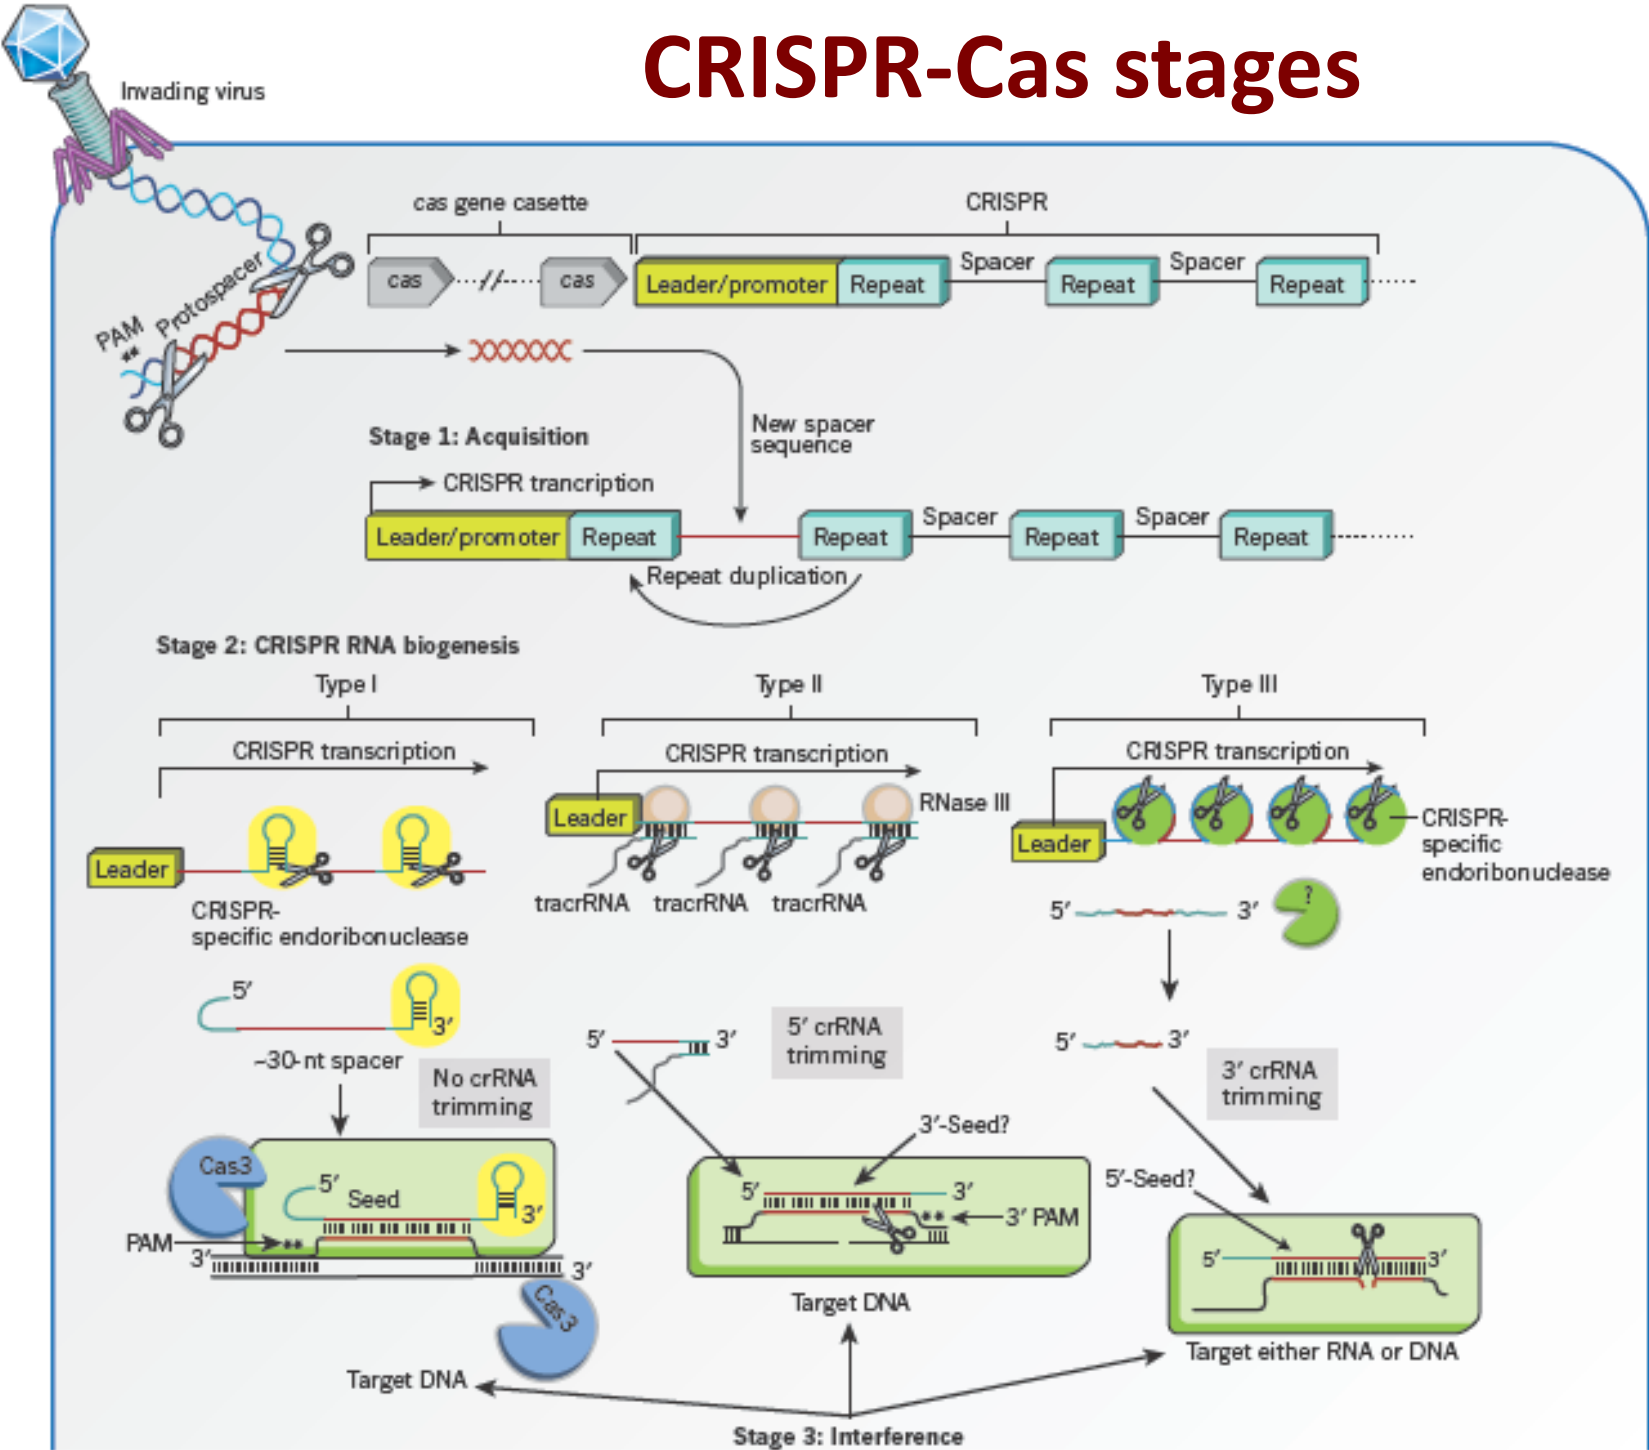 CRISPR-Cas stages
Invading virus
cas gene casette
CRISPR
cas
cas
Leader/promoter
Repeat
Spacer
Repeat
Spacer
Repeat
Protospacer
PAM
**
New spacer
sequence
Stage 1: Acquisition
CRISPR trancription
Leader/promoter
Repeat
Repeat
Spacer
Repeat
Spacer
Repeat
Repeat duplication
Stage 2: CRISPR RNA biogenesis
Type I
CRISPR transcription
Leader
CRISPR-
specific endoribonuclease
5′
3′
~30-nt spacer
No crRNA
trimming
Cas3
5′
Seed
3′
PAM
**
3′
3′
Cas3
Target DNA
Type II
CRISPR transcription
Leader
RNase III
tracrRNA
tracrRNA
tracrRNA
5′
3′
5′ crRNA
trimming
3′-Seed?
5′
3′
**
3′ PAM
Target DNA
Type III
CRISPR transcription
Leader
CRISPR-
specific
endoribonuclease
5′
3′
?
5′
3′
3′ crRNA
trimming
5′-Seed?
5′
3′
Target either RNA or DNA
Stage 3: Interference